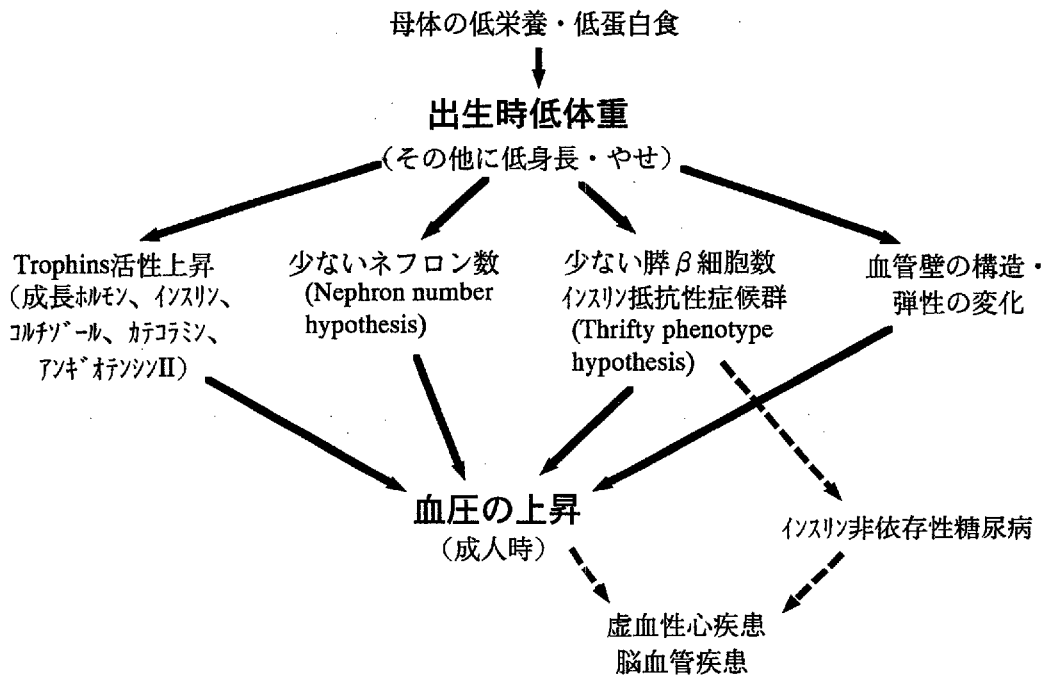 母体の低栄養・低蛋白食
出生時低体重
（その他に低身長・やせ）
Trophins活性上昇
（成長ﾎﾙﾓﾝ、ｲﾝｽﾘﾝ、
ｺﾙﾁｿﾞｰﾙ、ｶﾃｺﾗﾐﾝ、
ｱﾝｷﾞｵﾃﾝｼﾝII）
少ないネフロン数
(Nephron number
hypothesis)
少ない膵β細胞数
ｲﾝｽﾘﾝ抵抗性症候群
(Thrifty phenotype
hypothesis)
血管壁の構造・
弾性の変化
血圧の上昇
（成人時）
ｲﾝｽﾘﾝ非依存性糖尿病
虚血性心疾患
脳血管疾患